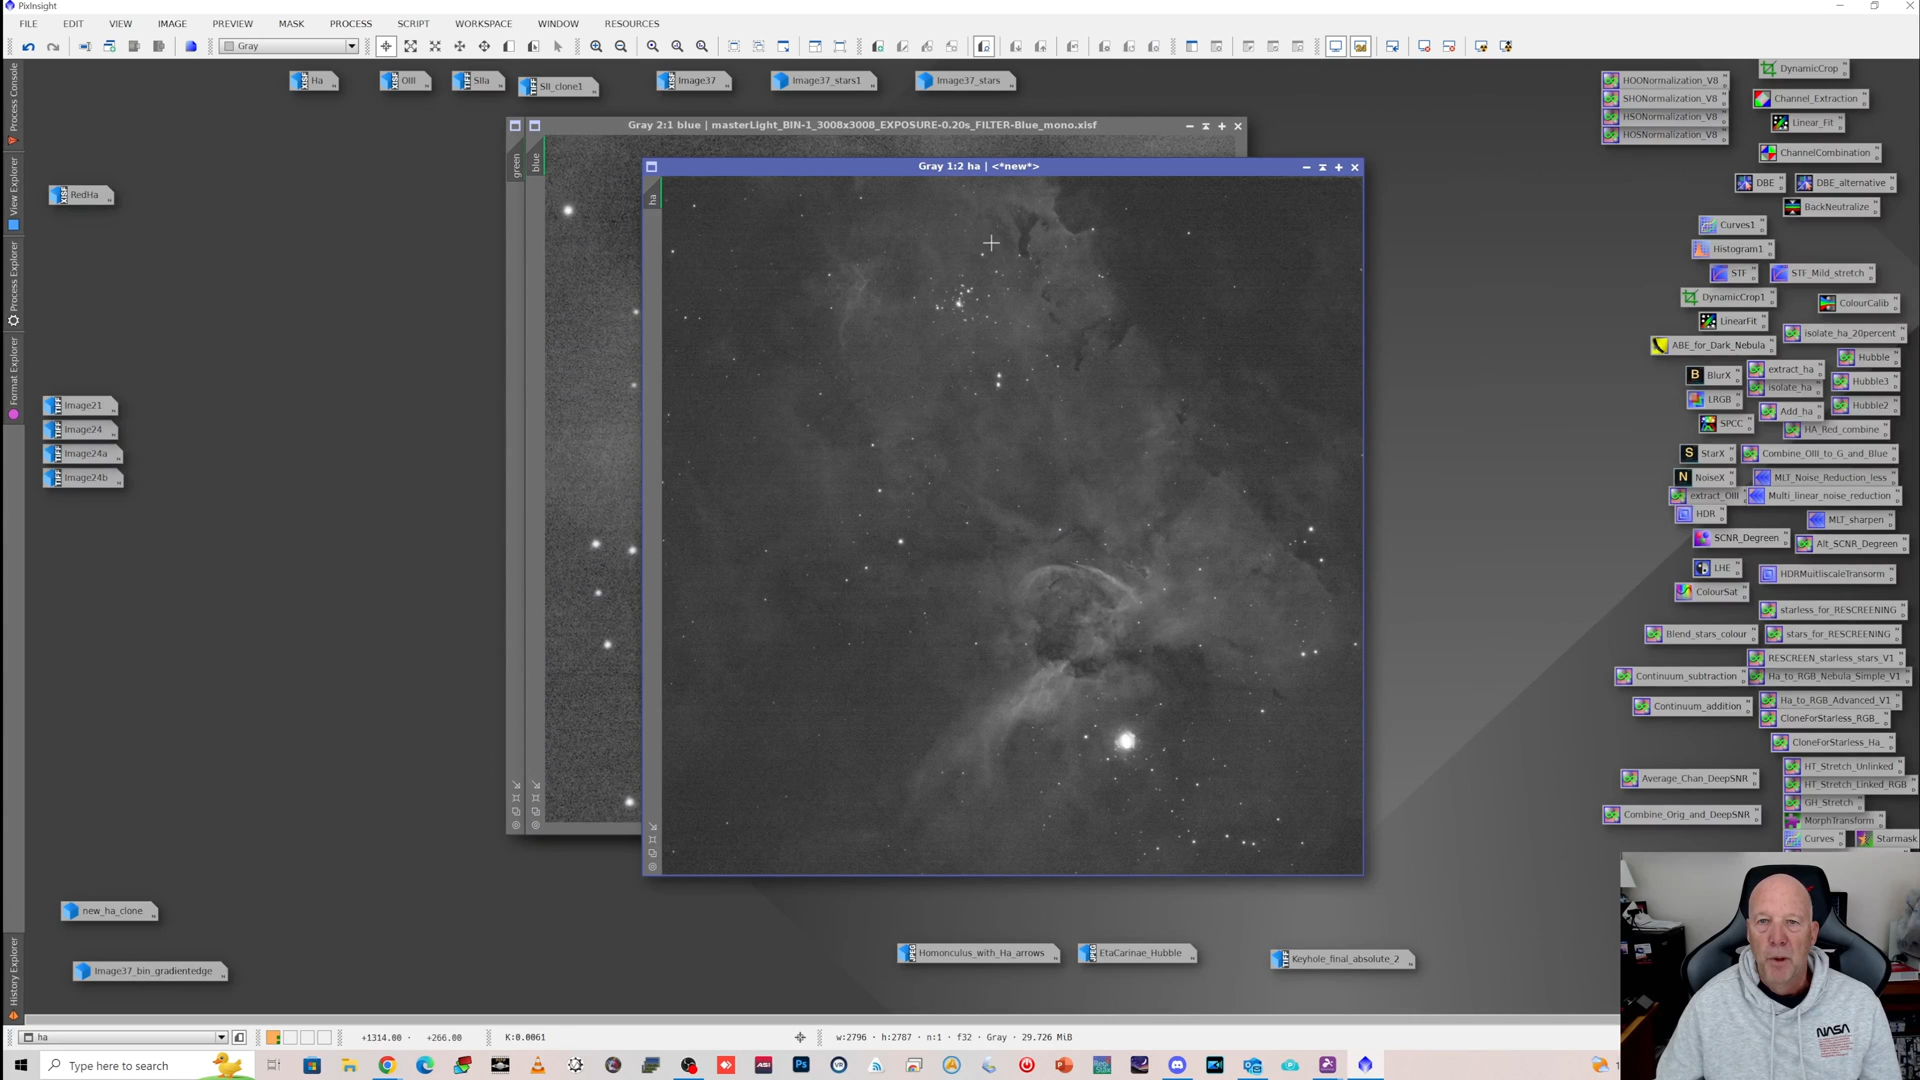 PixInsight
FILE EDIT VIEW IMAGE PREVIEW MASK PROCESS SCRIPT WORKSPACE WINDOW RESOURCES
Gray
Process Console
View Explorer
Process Explorer
Format Explorer
History Explorer
Ha
OIII
SIIa
SII_clone1
Image37
Image37_stars1
Image37_stars
RedHa
Image21
Image24
Image24a
Image24b
new_ha_clone
Image37_bin_gradientedge
Gray 2:1 blue | masterLight_BIN-1_3008x3008_EXPOSURE-0.20s_FILTER-Blue_mono.xisf
green
blue
Gray 1:2 ha | <*new*>
ha
Homonculus_with_Ha_arrows
EtaCarinae_Hubble
Keyhole_final_absolute_2
HOONormalization_V8
SHONormalization_V8
HSONormalization_V8
HOSNormalization_V8
DynamicCrop
Channel_Extraction
Linear_Fit
ChannelCombination
DBE
DBE_alternative
BackNeutralize
Curves1
Histogram1
STF
STF_Mild_stretch
DynamicCrop1
ColourCalib
LinearFit
isolate_ha_20percent
ABE_for_Dark_Nebula
Hubble
BlurX
extract_ha
isolate_ha
Hubble3
LRGB
Add_ha
Hubble2
SPCC
HA_Red_combine
StarX
Combine_OIII_to_G_and_Blue
NoiseX
MLT_Noise_Reduction_less
extract_OIII
Multi_linear_noise_reduction
HDR
MLT_sharpen
SCNR_Degreen
Alt_SCNR_Degreen
LHE
HDRMuitliscaleTransorm
ColourSat
starless_for_RESCREENING
Blend_stars_colour
stars_for_RESCREENING
RESCREEN_starless_stars_V1
Continuum_subtraction
Ha_to_RGB_Nebula_Simple_V1
Continuum_addition
Ha_to_RGB_Advanced_V1
CloneForStarless_RGB_
CloneForStarless_Ha_
HT_Stretch_Unlinked
Average_Chan_DeepSNR
HT_Stretch_Linked_RGB
GH_Stretch
Combine_Orig_and_DeepSNR
MorphTransform
Curves
Starmask
NASA
ha
+1314.00 +266.00
K:0.0061
w:2796 · h:2787 · n:1 · f32 · Gray · 29.726 MiB
Type here to search